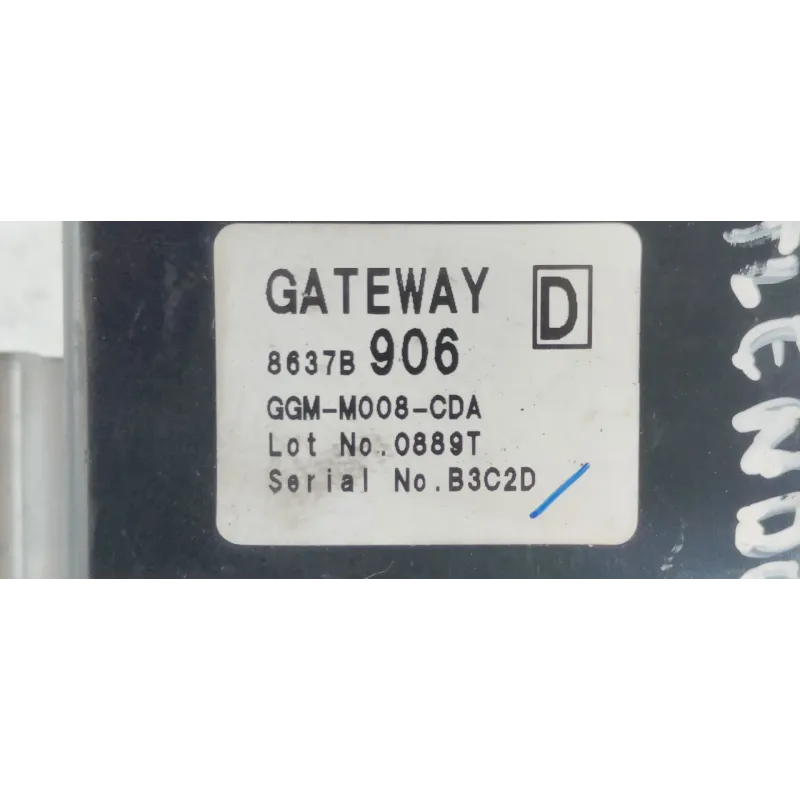 GATEWAY D
8637B 906
GGM-M008-CDA
Lot No.0889T
Serial No.B3C2D